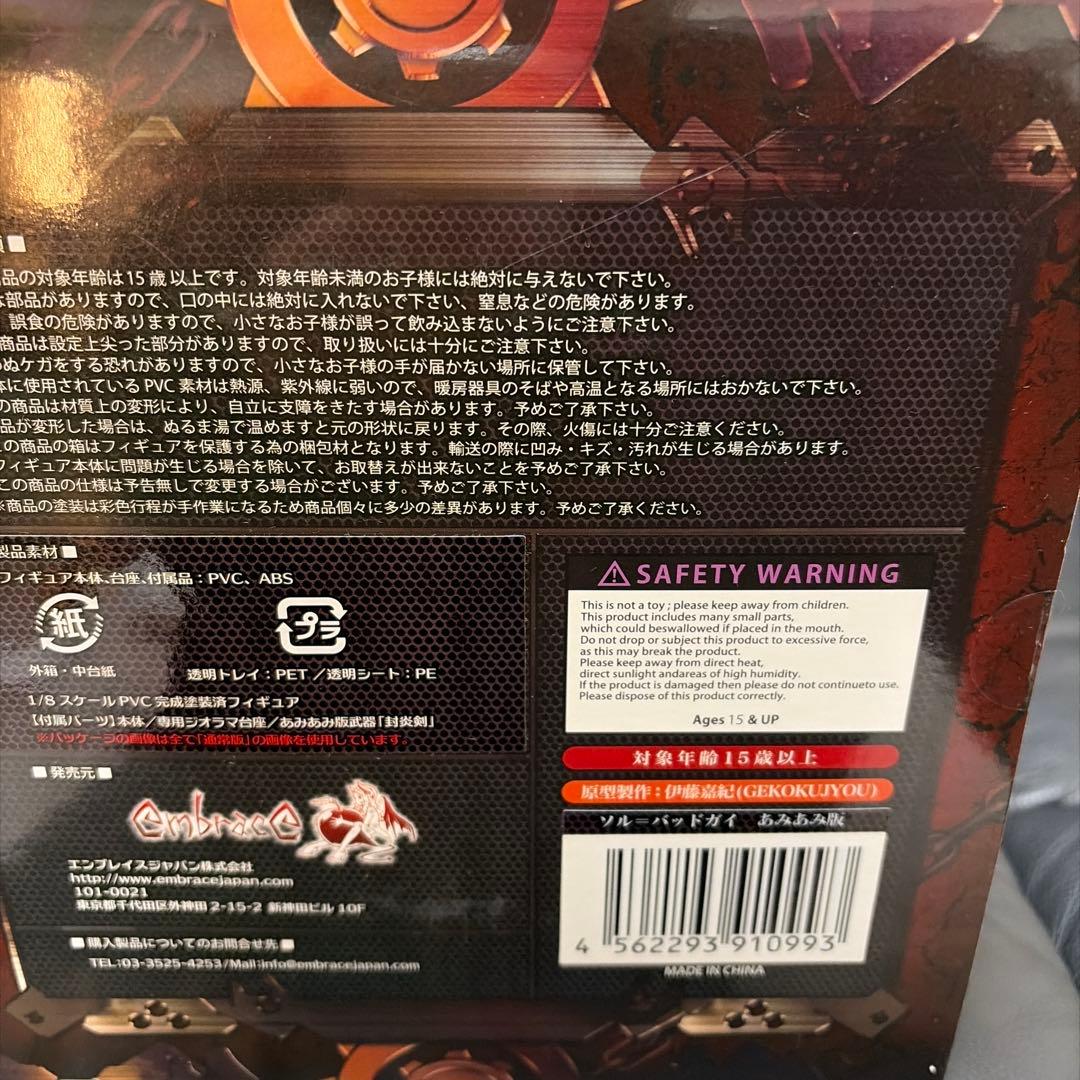 ■
品の対象年齢は15歳以上です。対象年齢未満のお子様には絶対に与えないで下さい。
な部品がありますので、口の中には絶対に入れないで下さい、窒息などの危険があります。
誤食の危険がありますので、小さなお子様が誤って飲み込まないようにご注意下さい。
商品は設定上尖った部分がありますので、取り扱いには十分にご注意下さい。
ぬケガをする恐れがありますので、小さなお子様の手が届かない場所に保管して下さい。
体に使用されているPVC素材は熱源、紫外線に弱いので、暖房器具のそばや高温となる場所にはおかないで下さい。
の商品は材質上の変形により、自立に支障をきたす場合があります。予めご了承下さい。
品が変形した場合は、ぬるま湯で温めますと元の形状に戻ります。その際、火傷には十分ご注意ください。
この商品の箱はフィギュアを保護する為の梱包材となります。輸送の際に凹み・キズ・汚れが生じる場合があります。
フィギュア本体に問題が生じる場合を除いて、お取替えが出来ないことを予めご了承下さい。
この商品の仕様は予告無しで変更する場合がございます。予めご了承下さい。
※商品の塗装は彩色行程が手作業になるため商品個々に多少の差異があります。予めご了承ください。
製品素材■
フィギュア本体、台座、付属品：PVC、ABS
紙
プラ
外箱・中台紙
透明トレイ：PET／透明シート：PE
1/8スケールPVC完成塗装済フィギュア
【付属パーツ】本体／専用ジオラマ台座／あみあみ版武器「封炎剣」
※パッケージの画像は全て「通常版」の画像を使用しています。
■発売元■
embracE
エンブレイスジャパン株式会社
http://www.embracejapan.com
101-0021
東京都千代田区外神田2-15-2 新神田ビル10F
■購入製品についてのお問合せ先■
TEL:03-3525-4253/Mail:info@embracejapan.com
⚠SAFETY WARNING
This is not a toy ; please keep away from children.
This product includes many small parts,
which could beswallowed if placed in the mouth.
Do not drop or subject this product to excessive force,
as this may break the product.
Please keep away from direct heat,
direct sunlight andareas of high humidity.
If the product is damaged then please do not continueto use.
Please dispose of this product correctly.
Ages 15 & UP
対象年齢15歳以上
原型製作：伊藤嘉紀(GEKOKUJYOU)
ソル＝バッドガイ あみあみ版
4 562293 910993
MADE IN CHINA